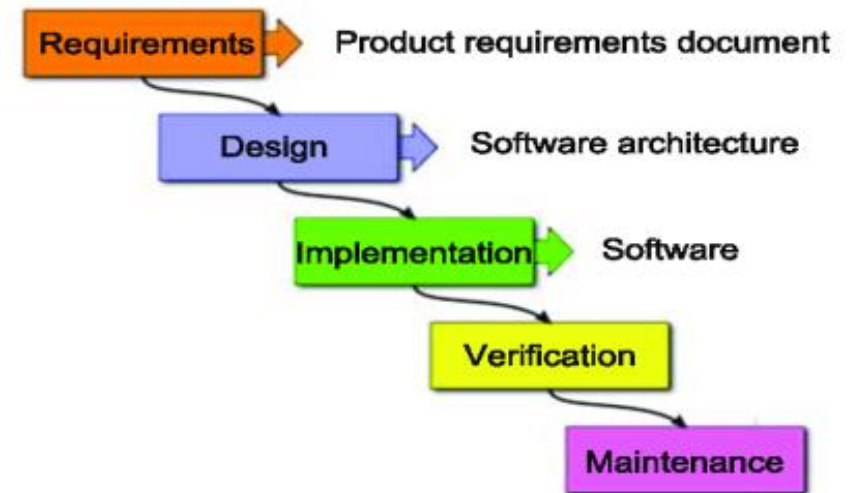 Requirements
Product requirements document
Design
Software architecture
Implementation
Software
Verification
Maintenance